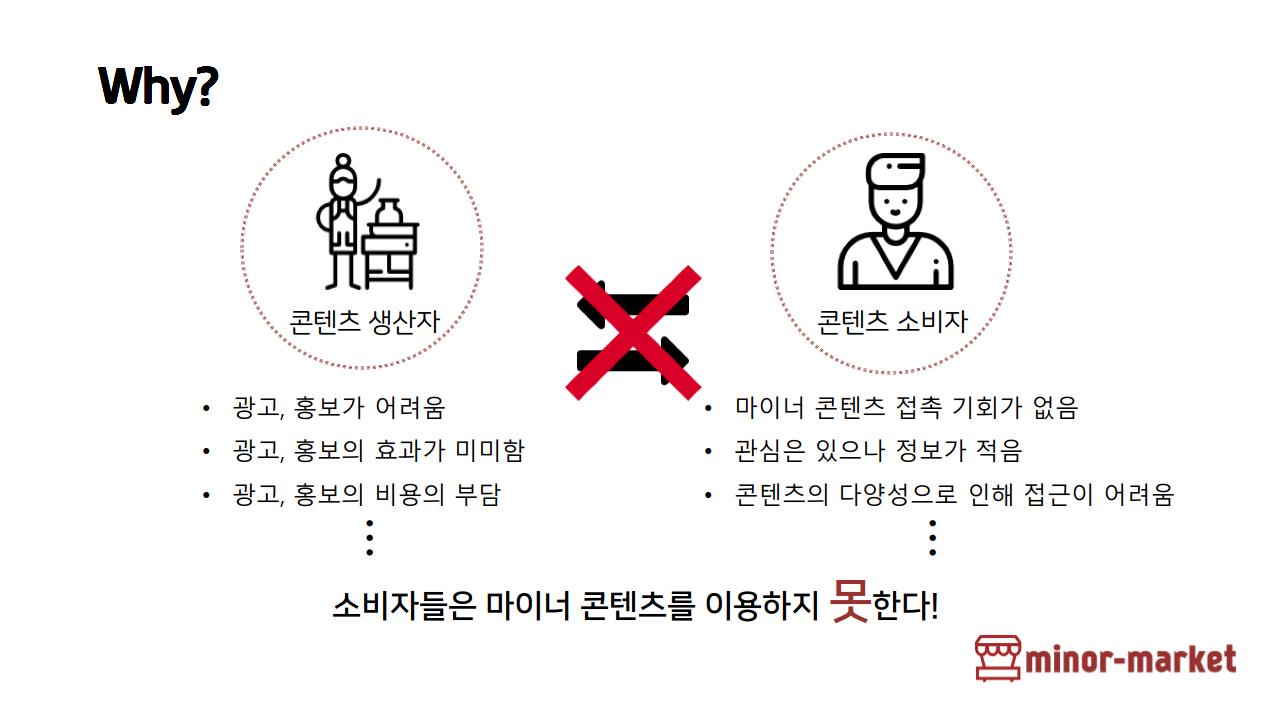 Why?
콘텐츠 생산자
콘텐츠 소비자
• 광고, 홍보가 어려움
• 광고, 홍보의 효과가 미미함
• 광고, 홍보의 비용의 부담
• 마이너 콘텐츠 접촉 기회가 없음
• 관심은 있으나 정보가 적음
• 콘텐츠의 다양성으로 인해 접근이 어려움
소비자들은 마이너 콘텐츠를 이용하지 못한다!
minor-market